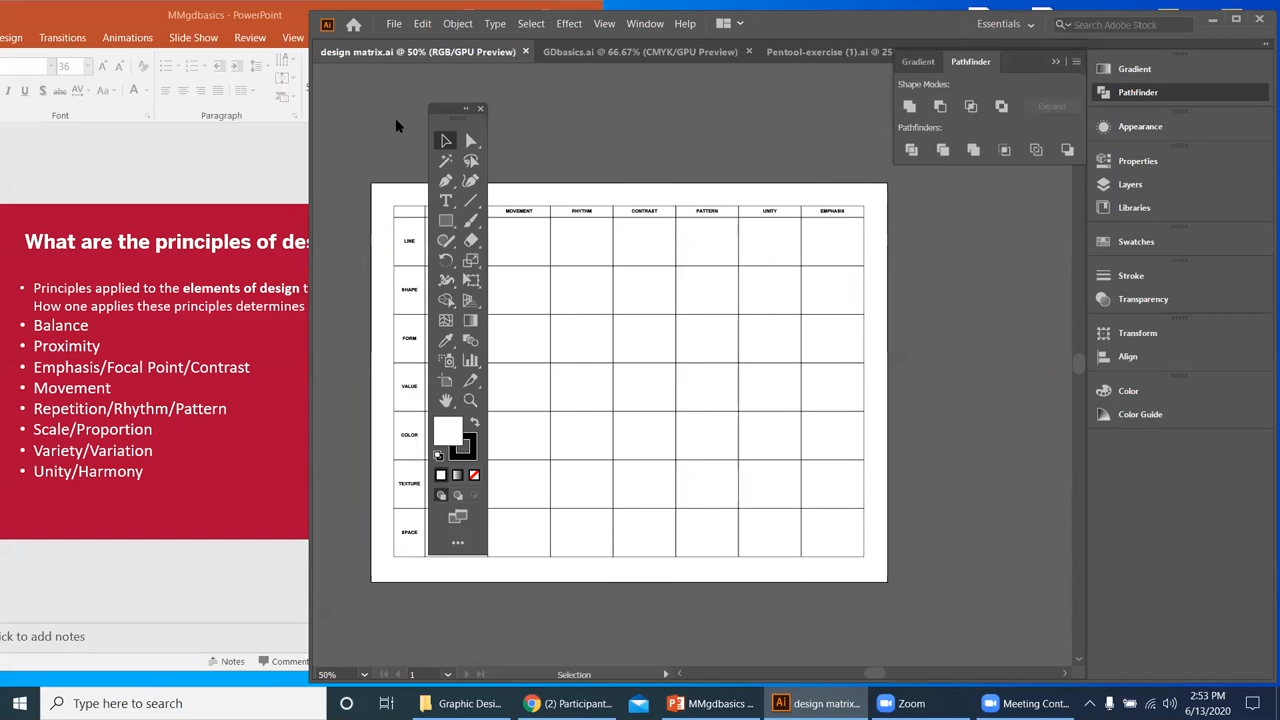 MMgdbasics - PowerPoint
esign Transitions Animations Slide Show Review View
36
Font
Paragraph
What are the principles of des
• Principles applied to the elements of design t
How one applies these principles determines
• Balance
• Proximity
• Emphasis/Focal Point/Contrast
• Movement
• Repetition/Rhythm/Pattern
• Scale/Proportion
• Variety/Variation
• Unity/Harmony
ick to add notes
Notes Comment
Ai File Edit Object Type Select Effect View Window Help Essentials Search Adobe Stock
design matrix.ai @ 50% (RGB/GPU Preview) × GDbasics.ai @ 66.67% (CMYK/GPU Preview) × Pentool-exercise (1).ai @ 25
Gradient Pathfinder
Shape Modes:
Expand
Pathfinders:
Gradient
Pathfinder
Appearance
Properties
Layers
Libraries
Swatches
Stroke
Transparency
Transform
Align
Color
Color Guide
MOVEMENT RHYTHM CONTRAST PATTERN UNITY EMPHASIS
LINE
SHAPE
FORM
VALUE
COLOR
TEXTURE
SPACE
50% 1 Selection
Type here to search
Graphic Desi... (2) Participant... MMgdbasics ... design matrix... Zoom Meeting Cont...
2:53 PM
6/13/2020